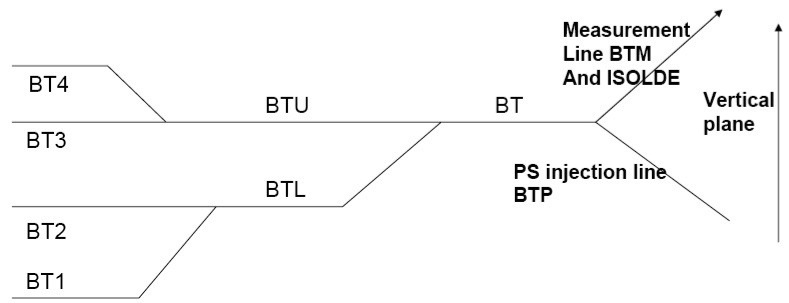 Measurement
Line BTM
And ISOLDE
BT4
BTU
BT
Vertical
plane
BT3
PS injection line
BTP
BTL
BT2
BT1